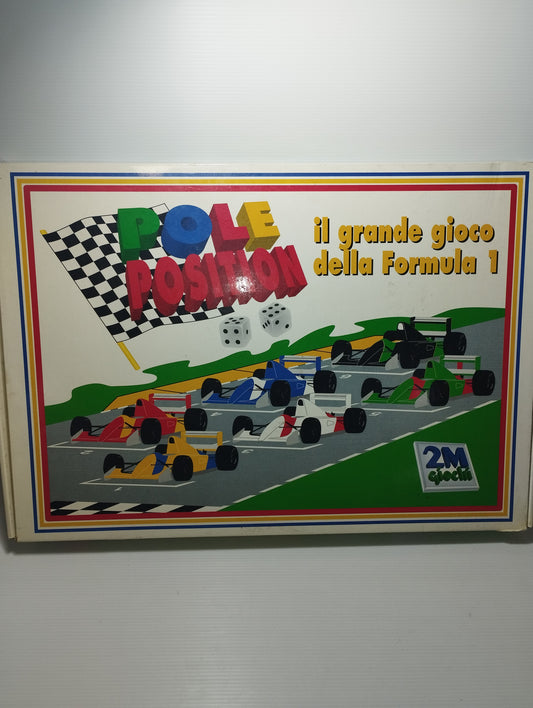 POLE
POSITION
il grande gioco
della Formula 1
2M
giochi